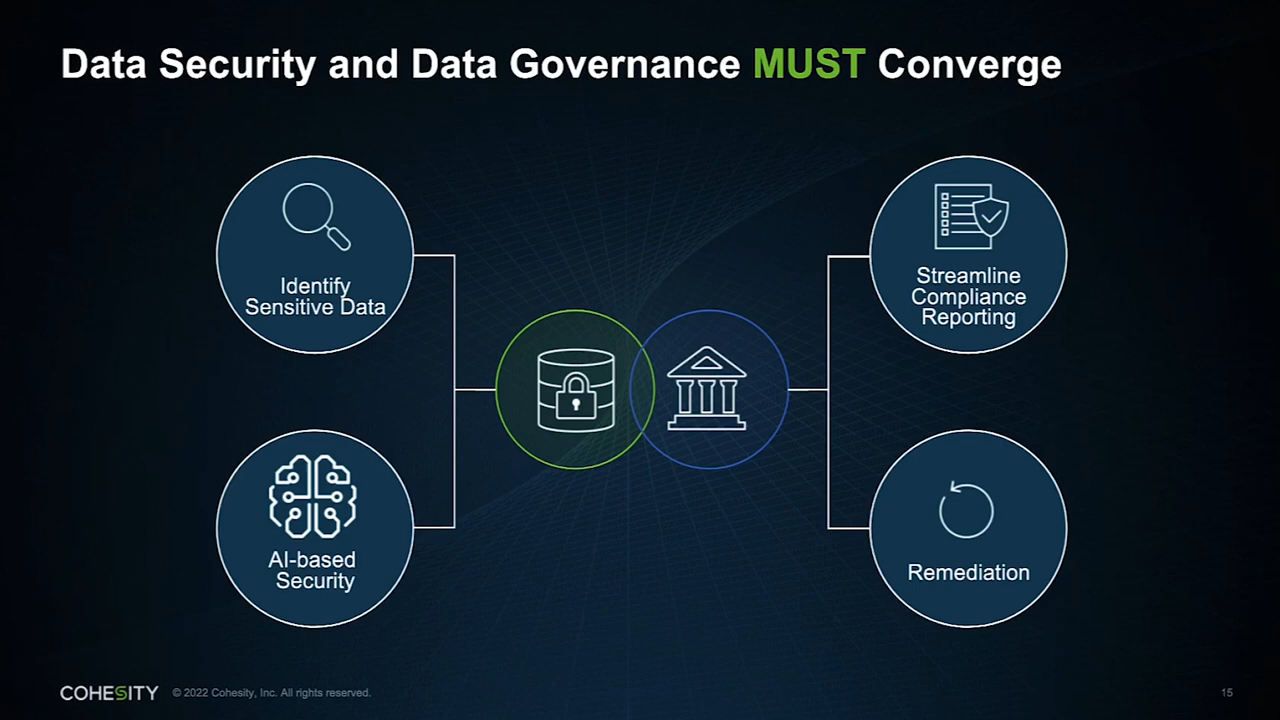 Data Security and Data Governance MUST Converge
Identify
Sensitive Data
Streamline
Compliance
Reporting
AI-based
Security
Remediation
COHESITY
© 2022 Cohesity, Inc. All rights reserved.
15